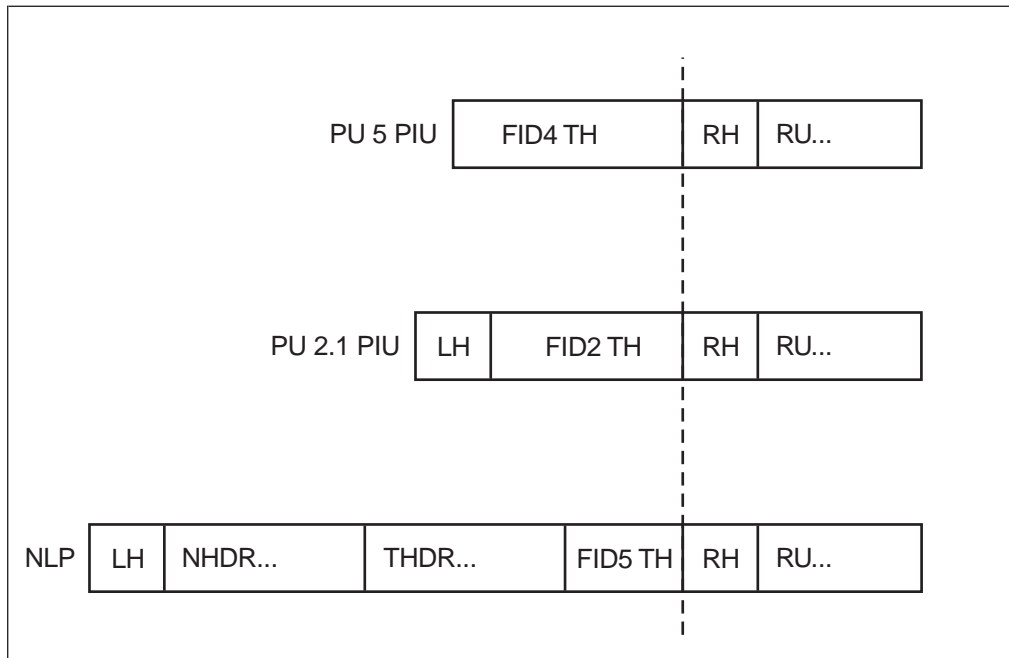 PU 5 PIU FID4 TH RH RU...
PU 2.1 PIU LH FID2 TH RH RU...
NLP LH NHDR... THDR... FID5 TH RH RU...